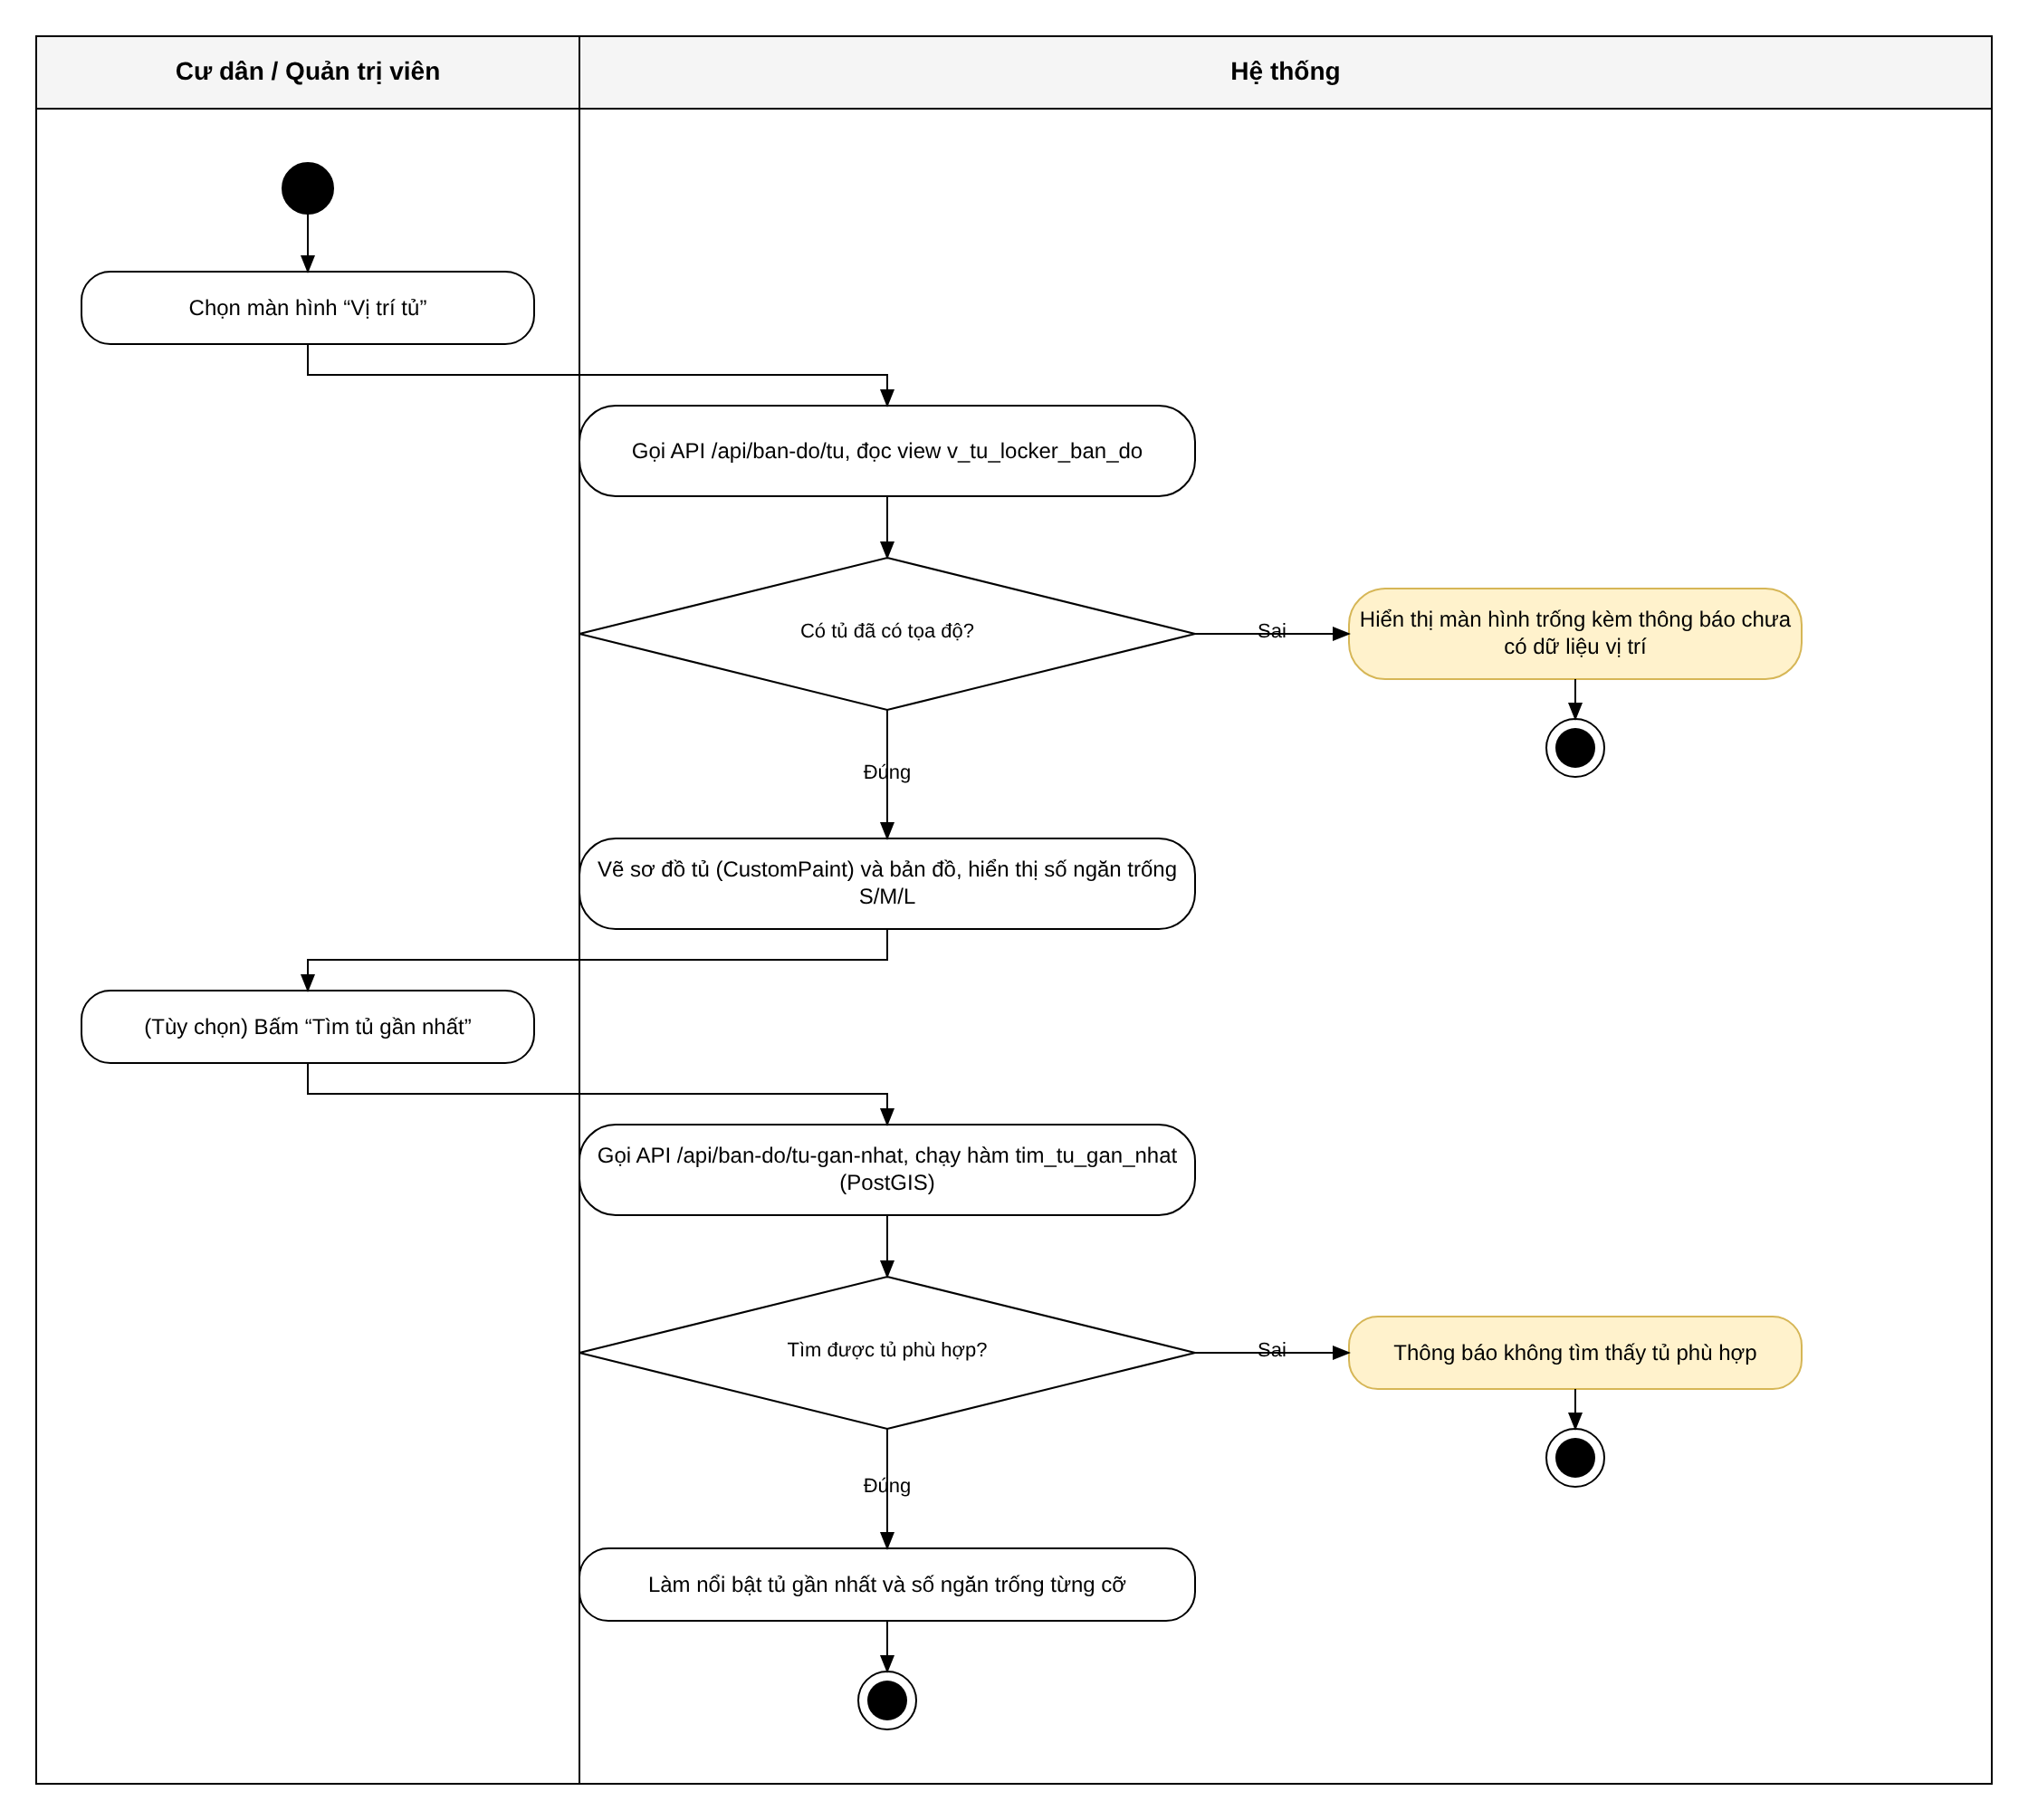 Cư dân / Quản trị viên
Hệ thống
Chọn màn hình “Vị trí tủ”
Gọi API /api/ban-do/tu, đọc view v_tu_locker_ban_do
Có tủ đã có tọa độ?
Sai
Hiển thị màn hình trống kèm thông báo chưa
có dữ liệu vị trí
Đúng
Vẽ sơ đồ tủ (CustomPaint) và bản đồ, hiển thị số ngăn trống
S/M/L
(Tùy chọn) Bấm “Tìm tủ gần nhất”
Gọi API /api/ban-do/tu-gan-nhat, chạy hàm tim_tu_gan_nhat
(PostGIS)
Tìm được tủ phù hợp?
Sai
Thông báo không tìm thấy tủ phù hợp
Đúng
Làm nổi bật tủ gần nhất và số ngăn trống từng cỡ